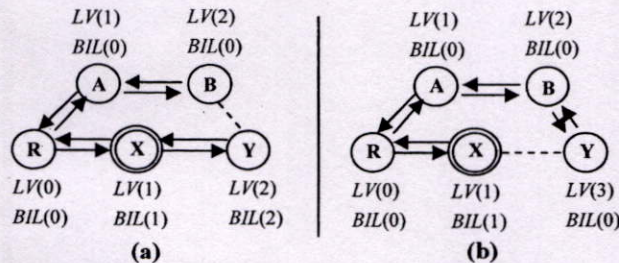 LV(1) LV(2) LV(1) LV(2)
BIL(0) BIL(0) BIL(0) BIL(0)
A B A B
R X Y R X Y
LV(0) LV(1) LV(2) LV(0) LV(1) LV(3)
BIL(0) BIL(1) BIL(2) BIL(0) BIL(1) BIL(0)
(a) (b)